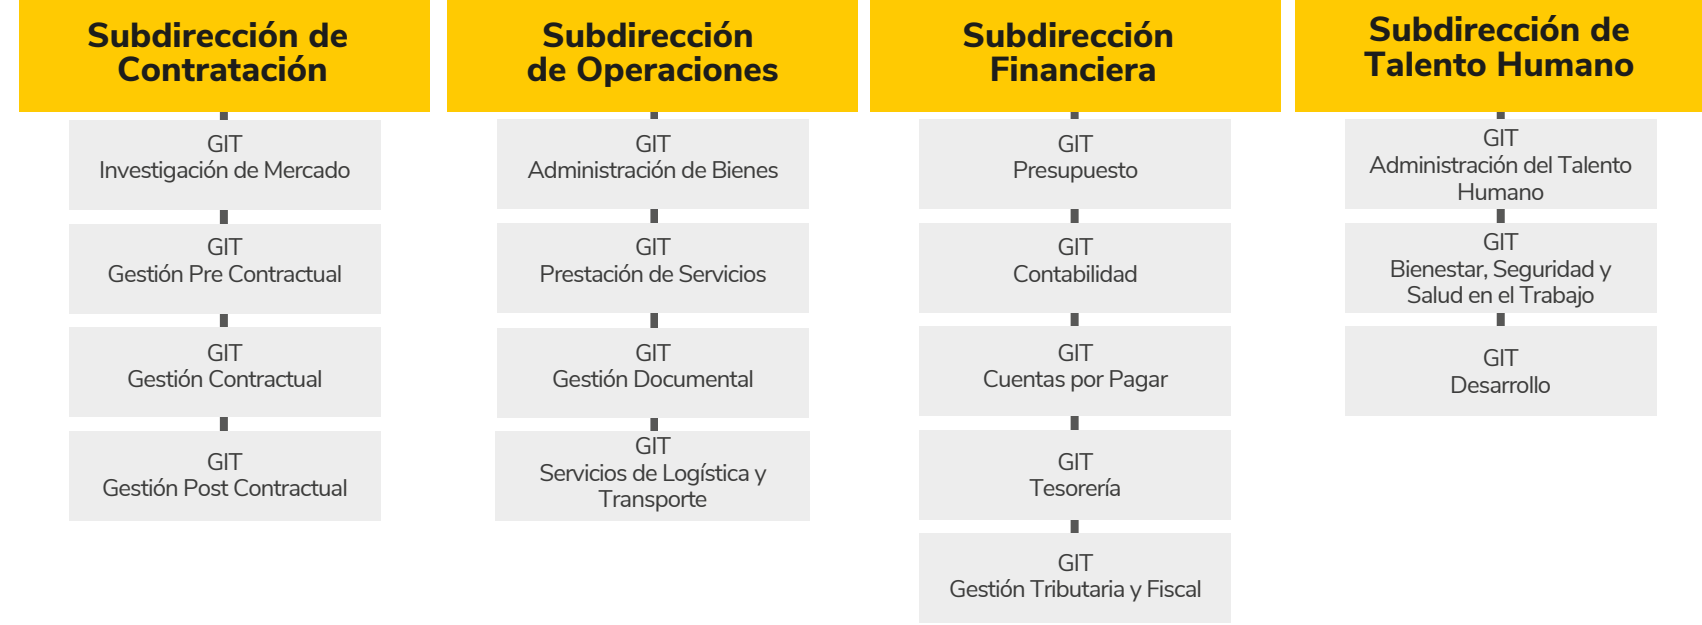 Subdirección de
Contratación
GIT
Investigación de Mercado
GIT
Gestión Pre Contractual
GIT
Gestión Contractual
GIT
Gestión Post Contractual
Subdirección
de Operaciones
GIT
Administración de Bienes
GIT
Prestación de Servicios
GIT
Gestión Documental
GIT
Servicios de Logística y
Transporte
Subdirección
Financiera
GIT
Presupuesto
GIT
Contabilidad
GIT
Cuentas por Pagar
GIT
Tesorería
GIT
Gestión Tributaria y Fiscal
Subdirección de
Talento Humano
GIT
Administración del Talento
Humano
GIT
Bienestar, Seguridad y
Salud en el Trabajo
GIT
Desarrollo